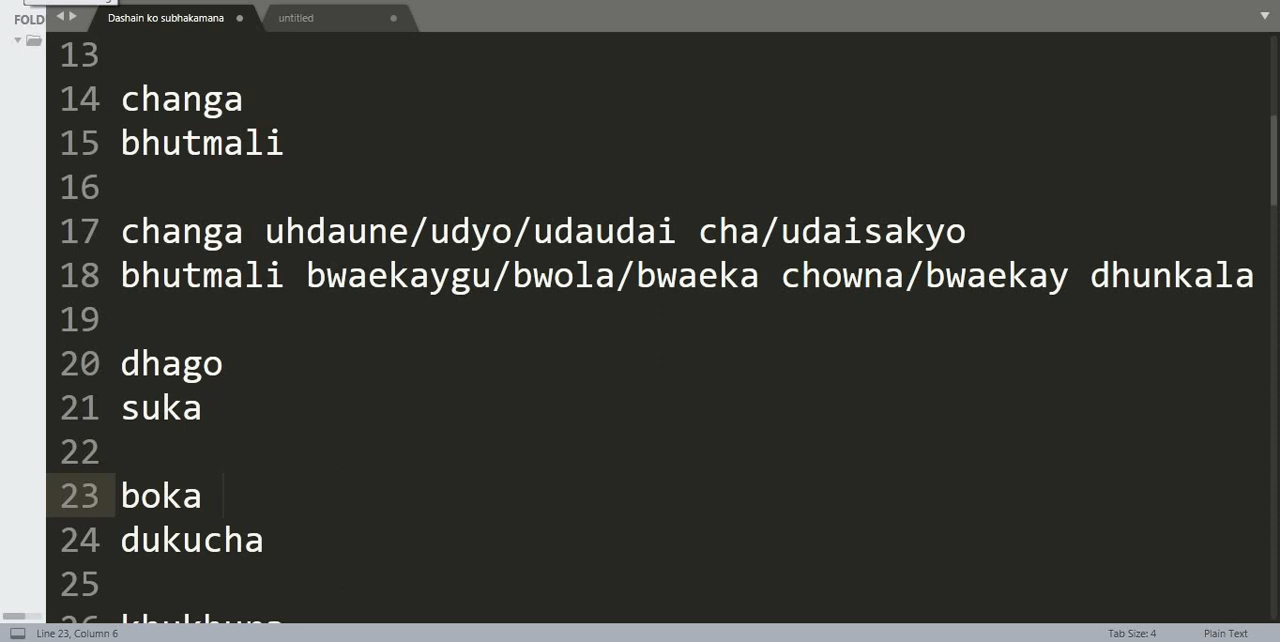 FOLD
Dashain ko subhakamana
untitled
13
14 changa
15 bhutmali
16
17 changa uhdaune/udyo/udaudai cha/udaisakyo
18 bhutmali bwaekaygu/bwola/bwaeka chowna/bwaekay dhunkala
19
20 dhago
21 suka
22
23 boka
24 dukucha
25
Line 23, Column 6
Tab Size: 4
Plain Text